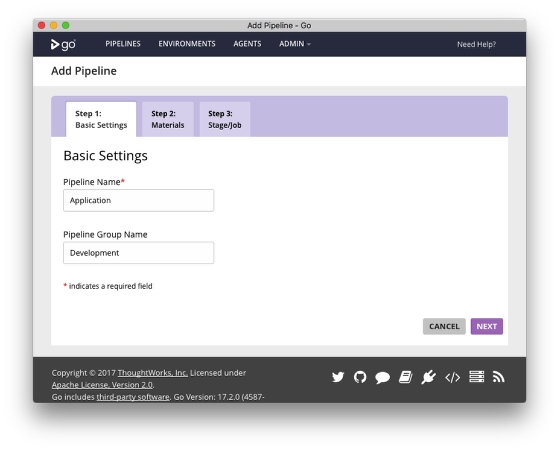 Add Pipeline - Go
go
PIPELINES ENVIRONMENTS AGENTS ADMIN Need Help?
Add Pipeline
Step 1: Step 2: Step 3:
Basic Settings Materials Stage/Job
Basic Settings
Pipeline Name*
Application
Pipeline Group Name
Development
* indicates a required field
CANCEL NEXT
Copyright © 2017 ThoughtWorks, Inc. Licensed under
Apache License, Version 2.0.
Go includes third-party software. Go Version: 17.2.0 (4587-